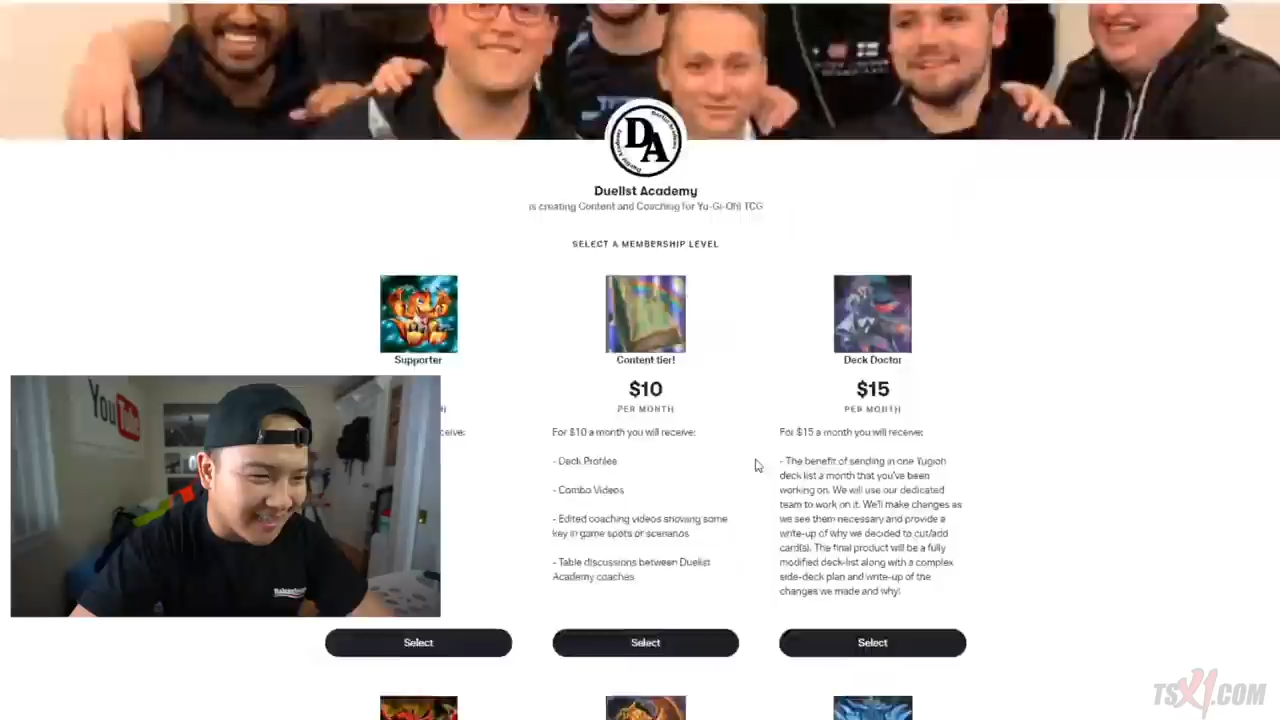 DA
Duelist Academy
is creating Content and Coaching for Yu-Gi-Oh! TCG
SELECT A MEMBERSHIP LEVEL
Supporter
Content tier!
$10
PER MONTH
For $10 a month you will receive:
- Deck Profiles
- Combo Videos
- Edited coaching videos showing some
key in game spots or scenarios
- Table discussions between Duelist
Academy coaches
Deck Doctor
$15
PER MONTH
For $15 a month you will receive:
- The benefit of sending in one Yugioh
deck list a month that you've been
working on. We will use our dedicated
team to work on it. We'll make changes as
we see them necessary and provide a
write-up of why we decided to cut/add
card(s). The final product will be a fully
modified deck-list along with a complex
side-deck plan and write-up of the
changes we made and why!
ceive:
YouTube
Select
Select
Select
TSX21.COM